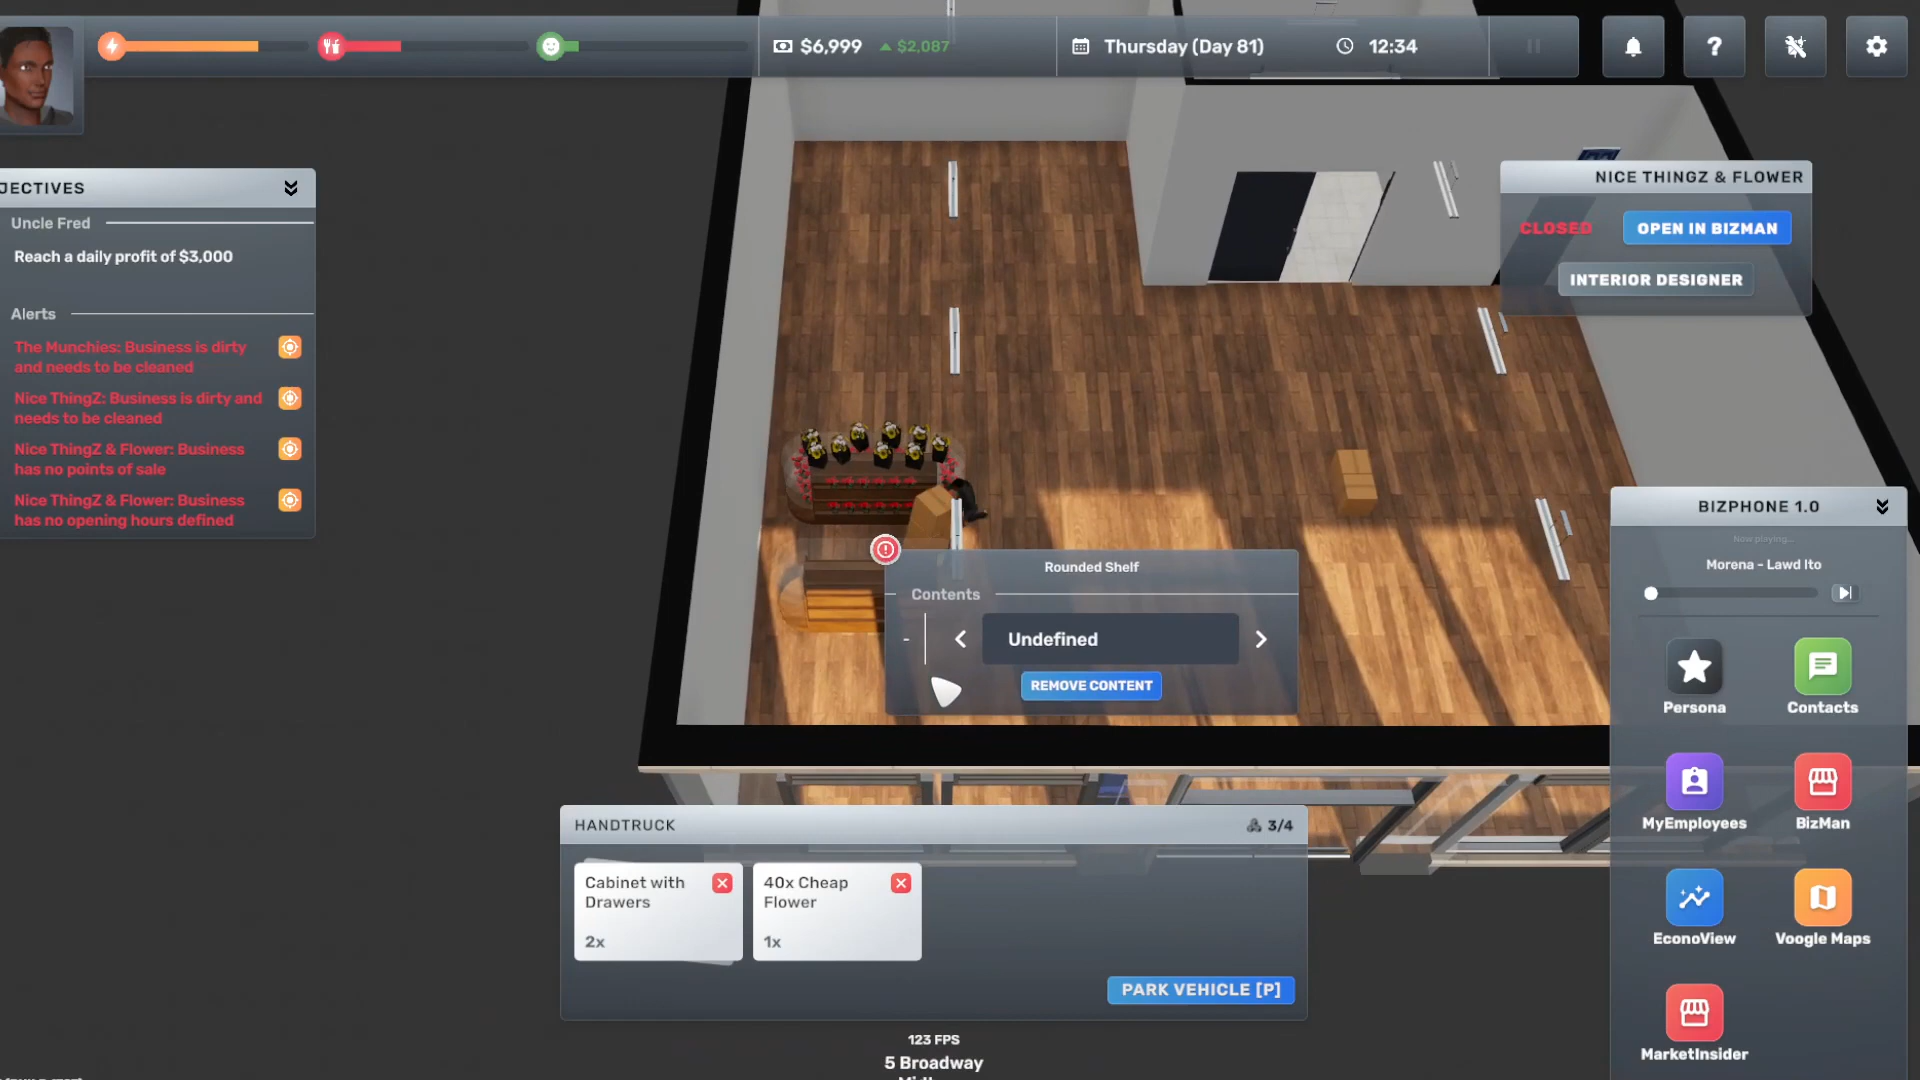 $6,999 $2,087
Thursday (Day 81)
12:34
?
JECTIVES
Uncle Fred
Reach a daily profit of $3,000
Alerts
The Munchies: Business is dirty
and needs to be cleaned
Nice ThingZ: Business is dirty and
needs to be cleaned
Nice ThingZ & Flower: Business
has no points of sale
Nice ThingZ & Flower: Business
has no opening hours defined
NICE THINGZ & FLOWER
CLOSED
OPEN IN BIZMAN
INTERIOR DESIGNER
Rounded Shelf
Contents
-
Undefined
REMOVE CONTENT
HANDTRUCK
3/4
Cabinet with
Drawers
2x
40x Cheap
Flower
1x
PARK VEHICLE [P]
123 FPS
5 Broadway
BIZPHONE 1.0
Now playing...
Morena - Lawd Ito
Persona
Contacts
MyEmployees
BizMan
EconoView
Voogle Maps
MarketInsider